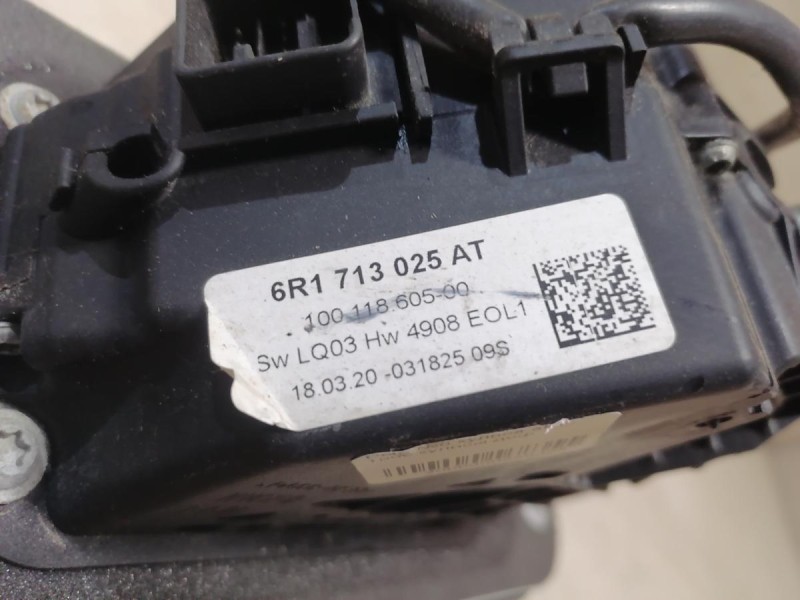 6R1 713 025 AT
100 118 605-00
Sw LQ03 Hw 4908 EOL1
18.03.20 -031825 09S